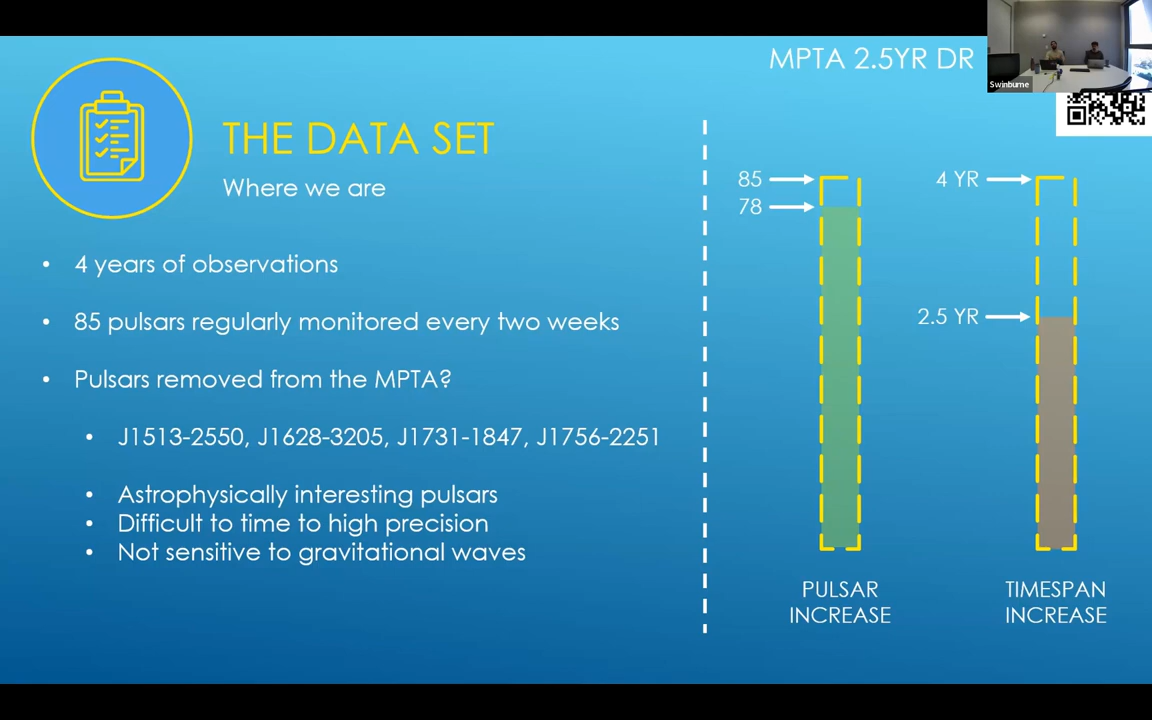 MPTA 2.5YR DR
Swinburne
THE DATA SET
Where we are
• 4 years of observations
• 85 pulsars regularly monitored every two weeks
• Pulsars removed from the MPTA?
• J1513-2550, J1628-3205, J1731-1847, J1756-2251
• Astrophysically interesting pulsars
• Difficult to time to high precision
• Not sensitive to gravitational waves
85
78
4 YR
2.5 YR
PULSAR
INCREASE
TIMESPAN
INCREASE